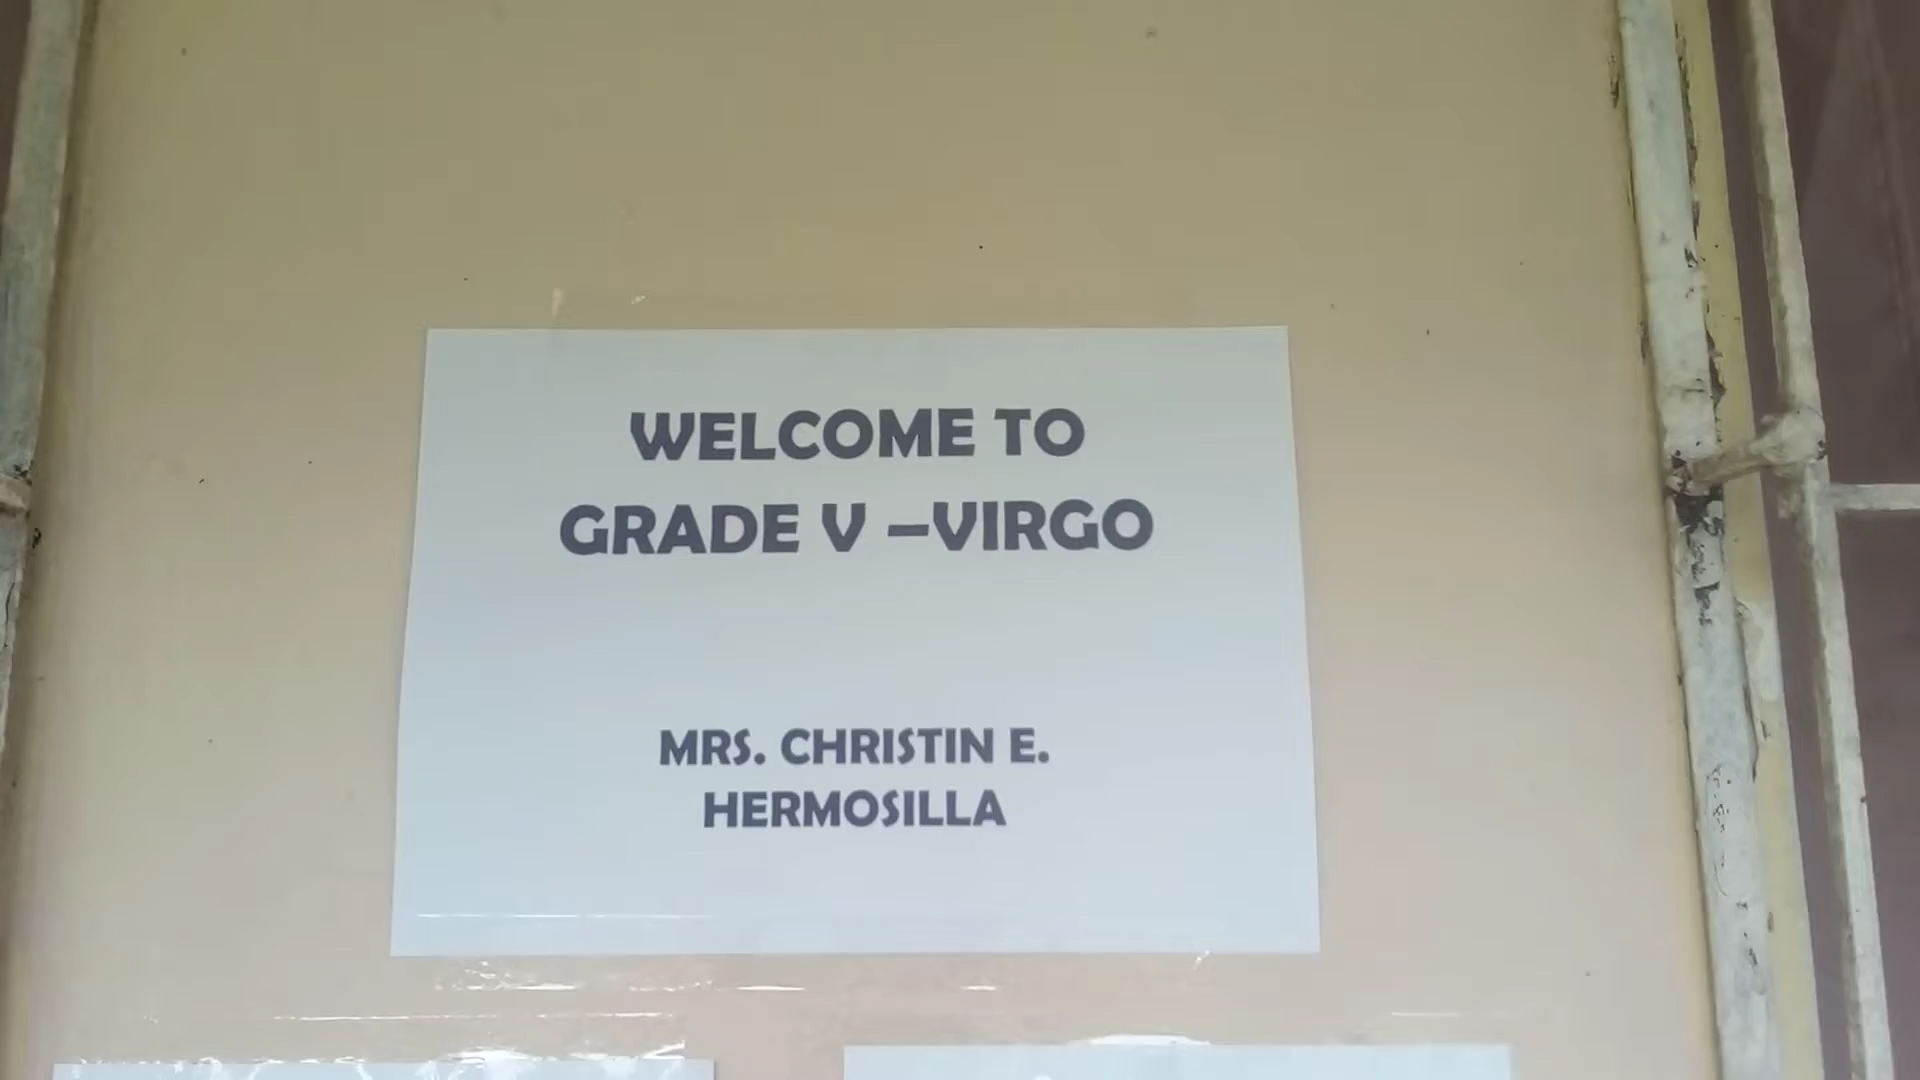 WELCOME TO
GRADE V –VIRGO
MRS. CHRISTIN E.
HERMOSILLA